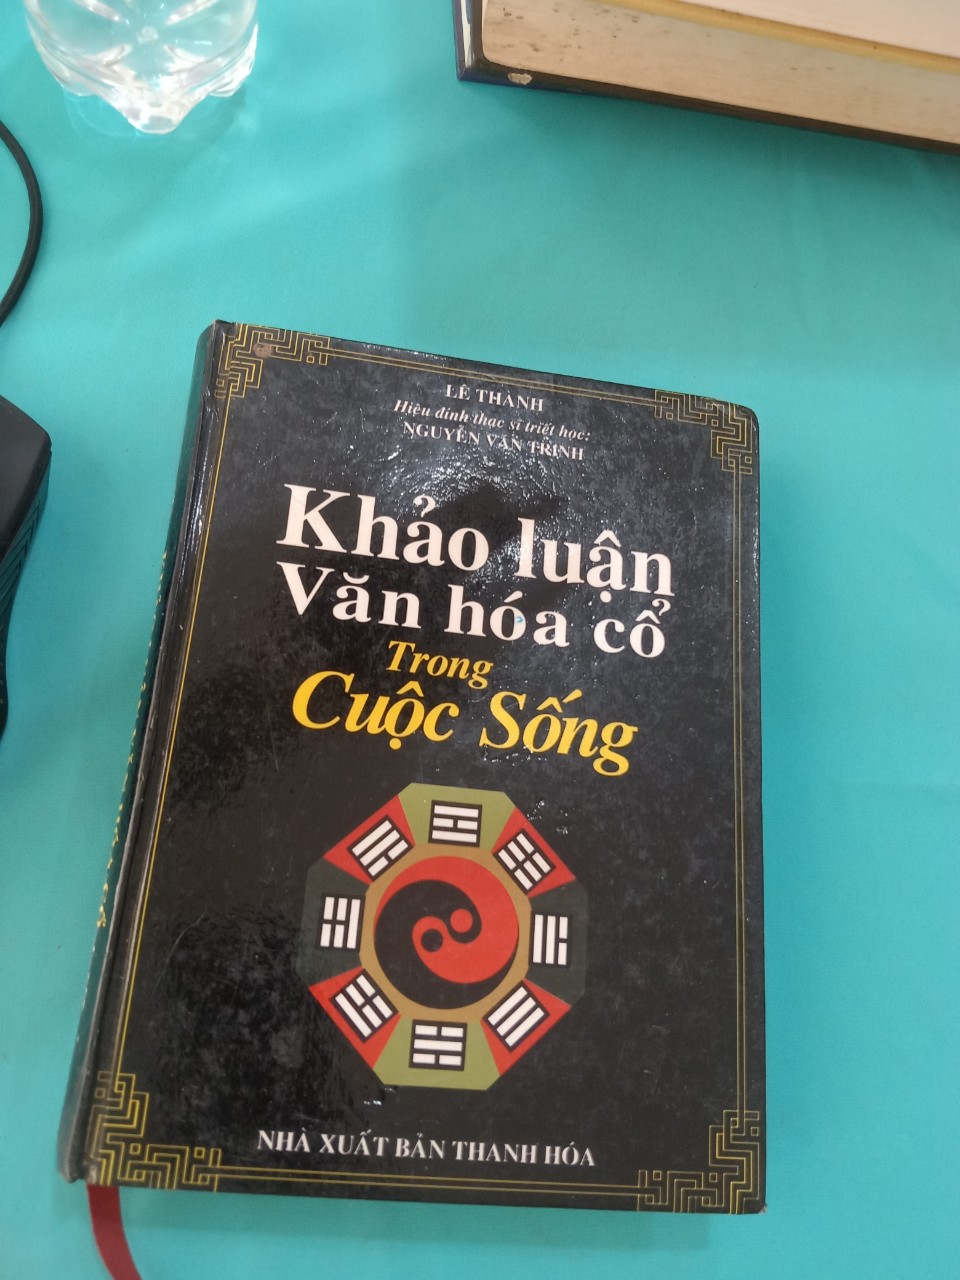 LÊ THÀNH
Hiệu đính thạc sĩ triết học:
NGUYỄN VĂN TRÌNH
Khảo luận
Văn hóa cổ
Trong
Cuộc Sống
NHÀ XUẤT BẢN THANH HÓA